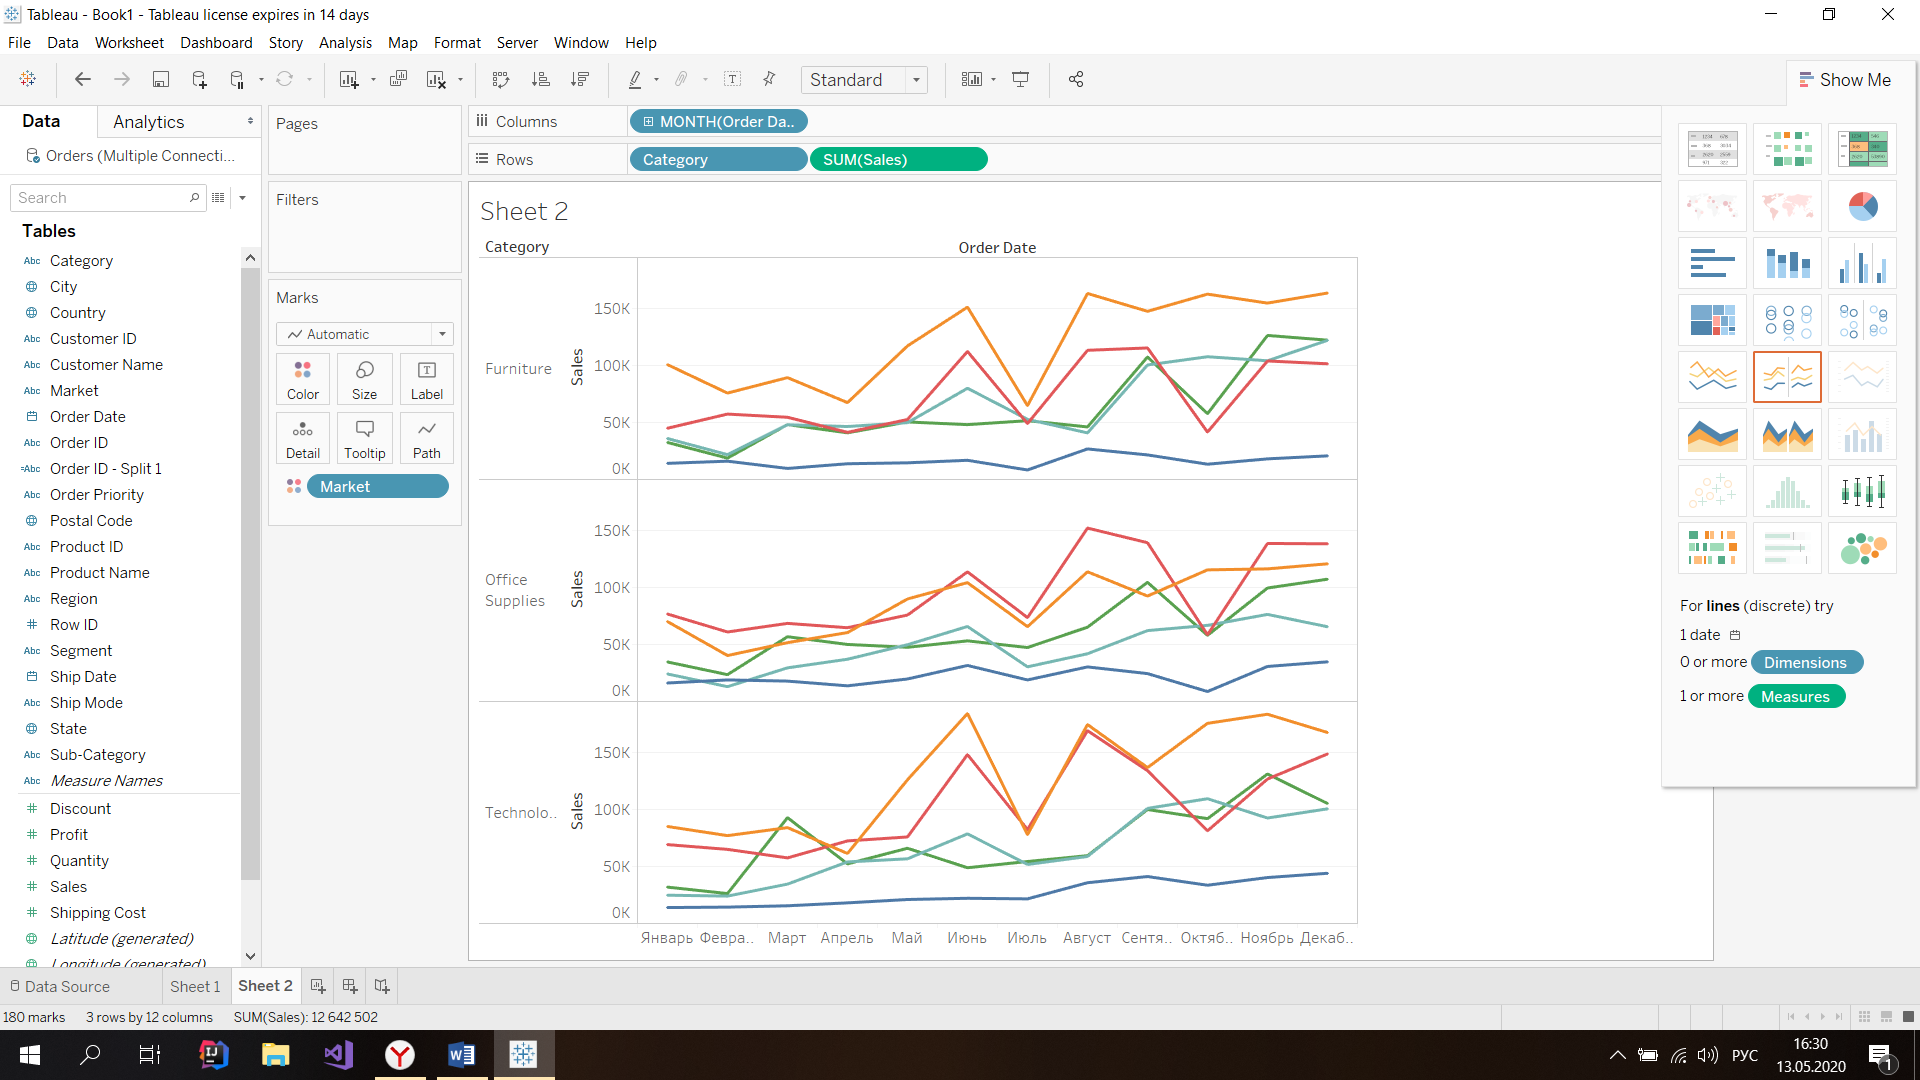 Tableau - Book1 - Tableau license expires in 14 days
File Data Worksheet Dashboard Story Analysis Map Format Server Window Help
Standard
Show Me
Data
Analytics
Orders (Multiple Connecti...
Search
Tables
Category
City
Country
Customer ID
Customer Name
Market
Order Date
Order ID
Order ID - Split 1
Order Priority
Postal Code
Product ID
Product Name
Region
Row ID
Segment
Ship Date
Ship Mode
State
Sub-Category
Measure Names
Discount
Profit
Quantity
Sales
Shipping Cost
Latitude (generated)
Longitude (generated)
Pages
Filters
Marks
Automatic
Color
Size
Label
Detail
Tooltip
Path
Market
Columns
MONTH(Order Da..
Rows
Category
SUM(Sales)
Sheet 2
Category
Order Date
Furniture
Sales
150K
100K
50K
0K
Office
Supplies
Sales
150K
100K
50K
0K
Technolo..
Sales
150K
100K
50K
0K
Январь Февра.. Март Апрель Май Июнь Июль Август Сентя.. Октяб.. Ноябрь Декаб..
For lines (discrete) try
1 date
0 or more Dimensions
1 or more Measures
Data Source
Sheet 1
Sheet 2
180 marks
3 rows by 12 columns
SUM(Sales): 12 642 502
РУС
16:30
13.05.2020
1